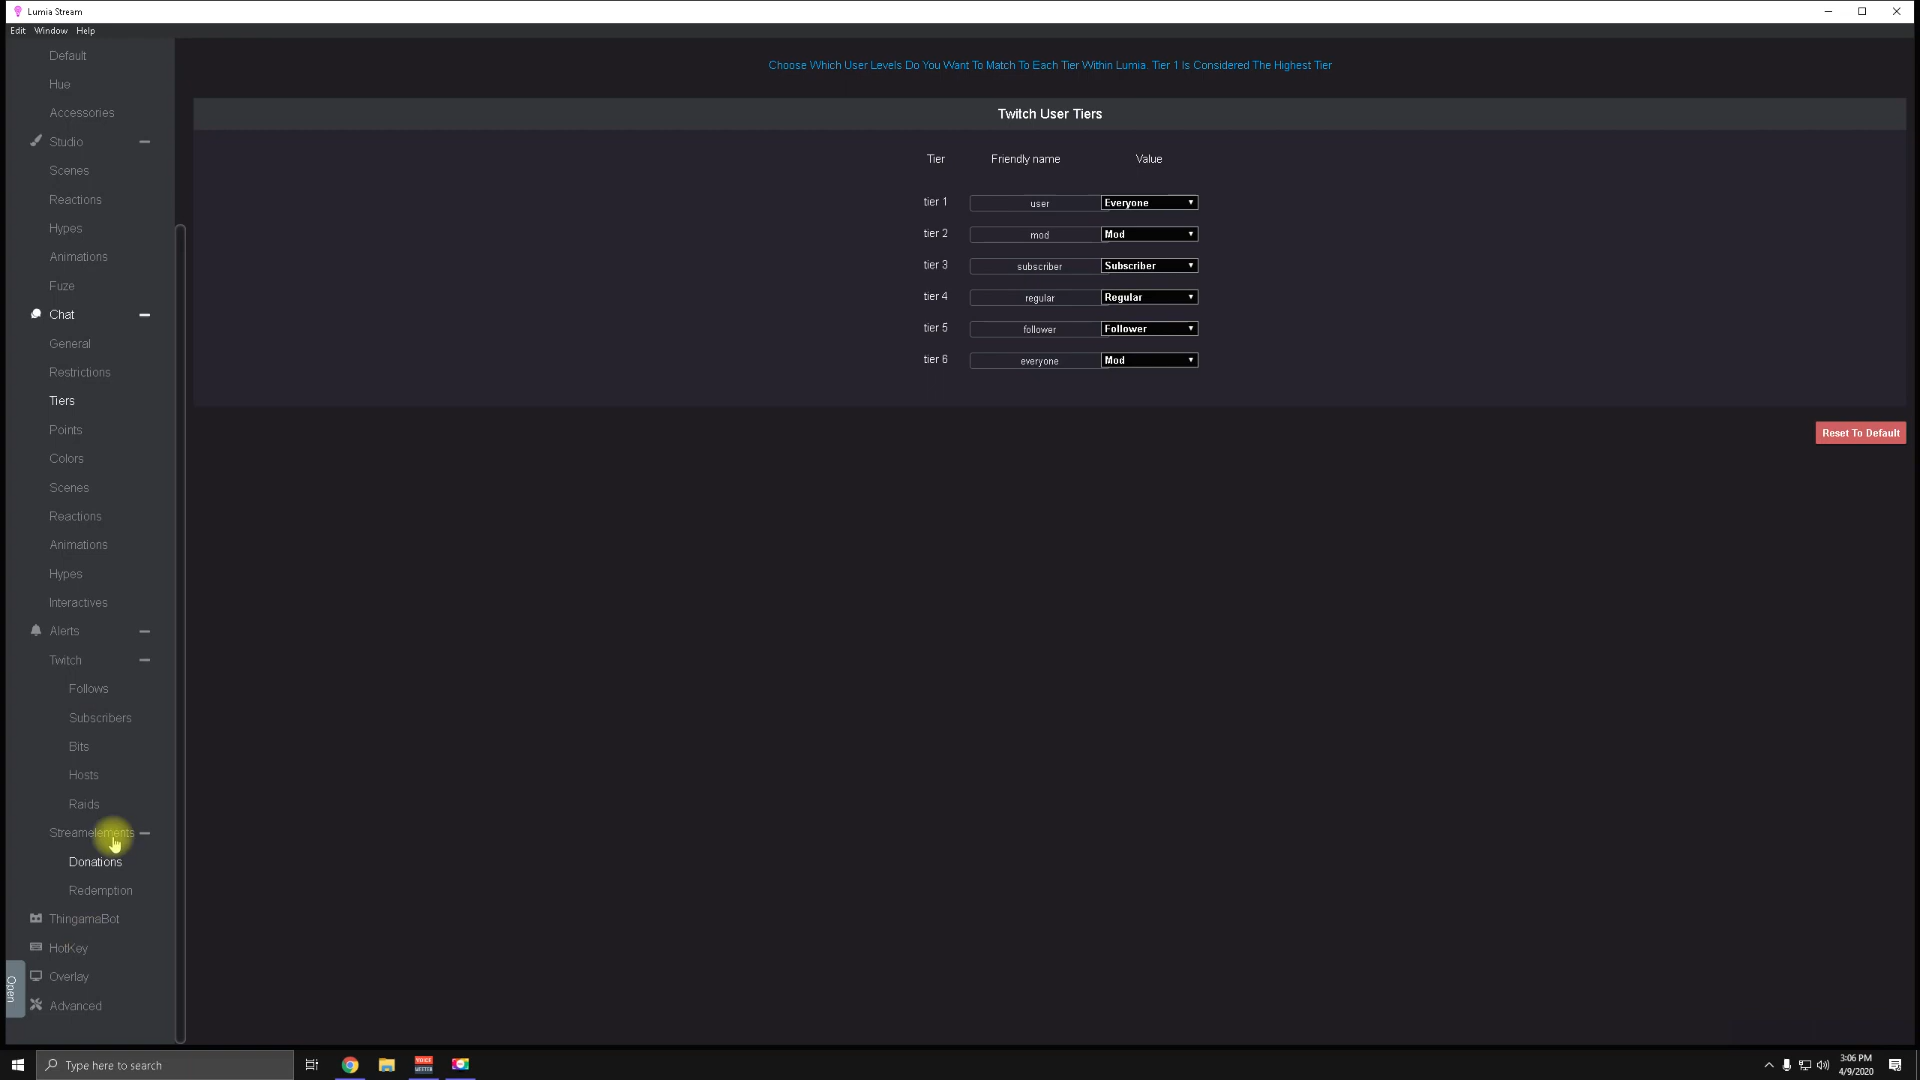 Lumia Stream
Edit Window Help
Default
Hue
Accessories
Studio
Scenes
Reactions
Hypes
Animations
Fuze
Chat
General
Restrictions
Tiers
Points
Colors
Scenes
Reactions
Animations
Hypes
Interactives
Alerts
Twitch
Follows
Subscribers
Bits
Hosts
Raids
Streamelements
Donations
Redemption
ThingamaBot
HotKey
Overlay
Advanced
Open
Choose Which User Levels Do You Want To Match To Each Tier Within Lumia. Tier 1 Is Considered The Highest Tier
Twitch User Tiers
Tier Friendly name Value
tier 1 user Everyone
tier 2 mod Mod
tier 3 subscriber Subscriber
tier 4 regular Regular
tier 5 follower Follower
tier 6 everyone Mod
Reset To Default
Type here to search
VOICE
MEETER
3:06 PM
4/9/2020